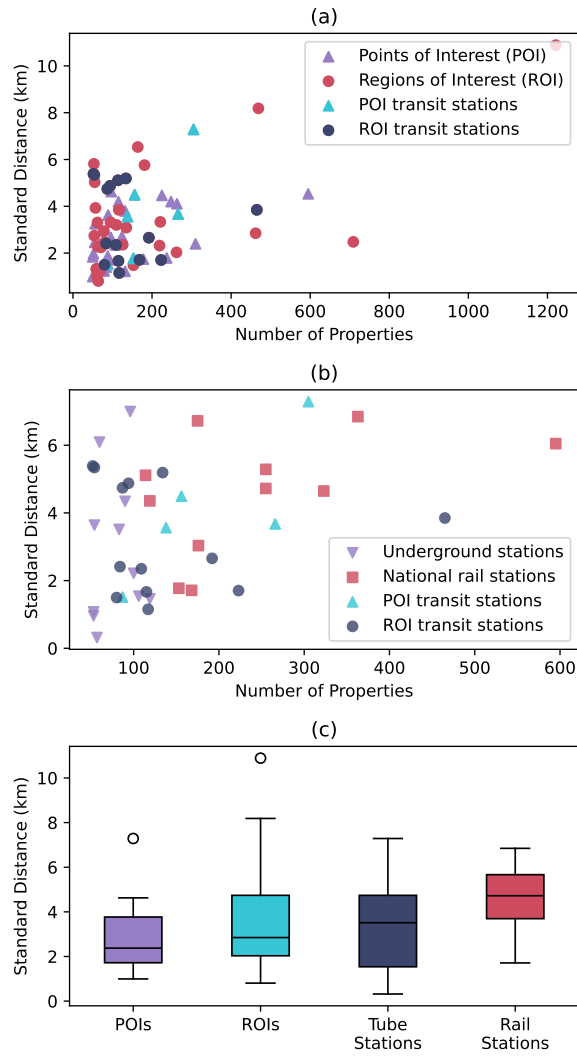 (a)
Standard Distance (km)
10
8
6
4
2
Points of Interest (POI)
Regions of Interest (ROI)
POI transit stations
ROI transit stations
0 200 400 600 800 1000 1200
Number of Properties
(b)
Standard Distance (km)
6
4
2
0
Underground stations
National rail stations
POI transit stations
ROI transit stations
100 200 300 400 500 600
Number of Properties
(c)
Standard Distance (km)
10
8
6
4
2
0
POIs ROIs Tube Rail
Stations Stations